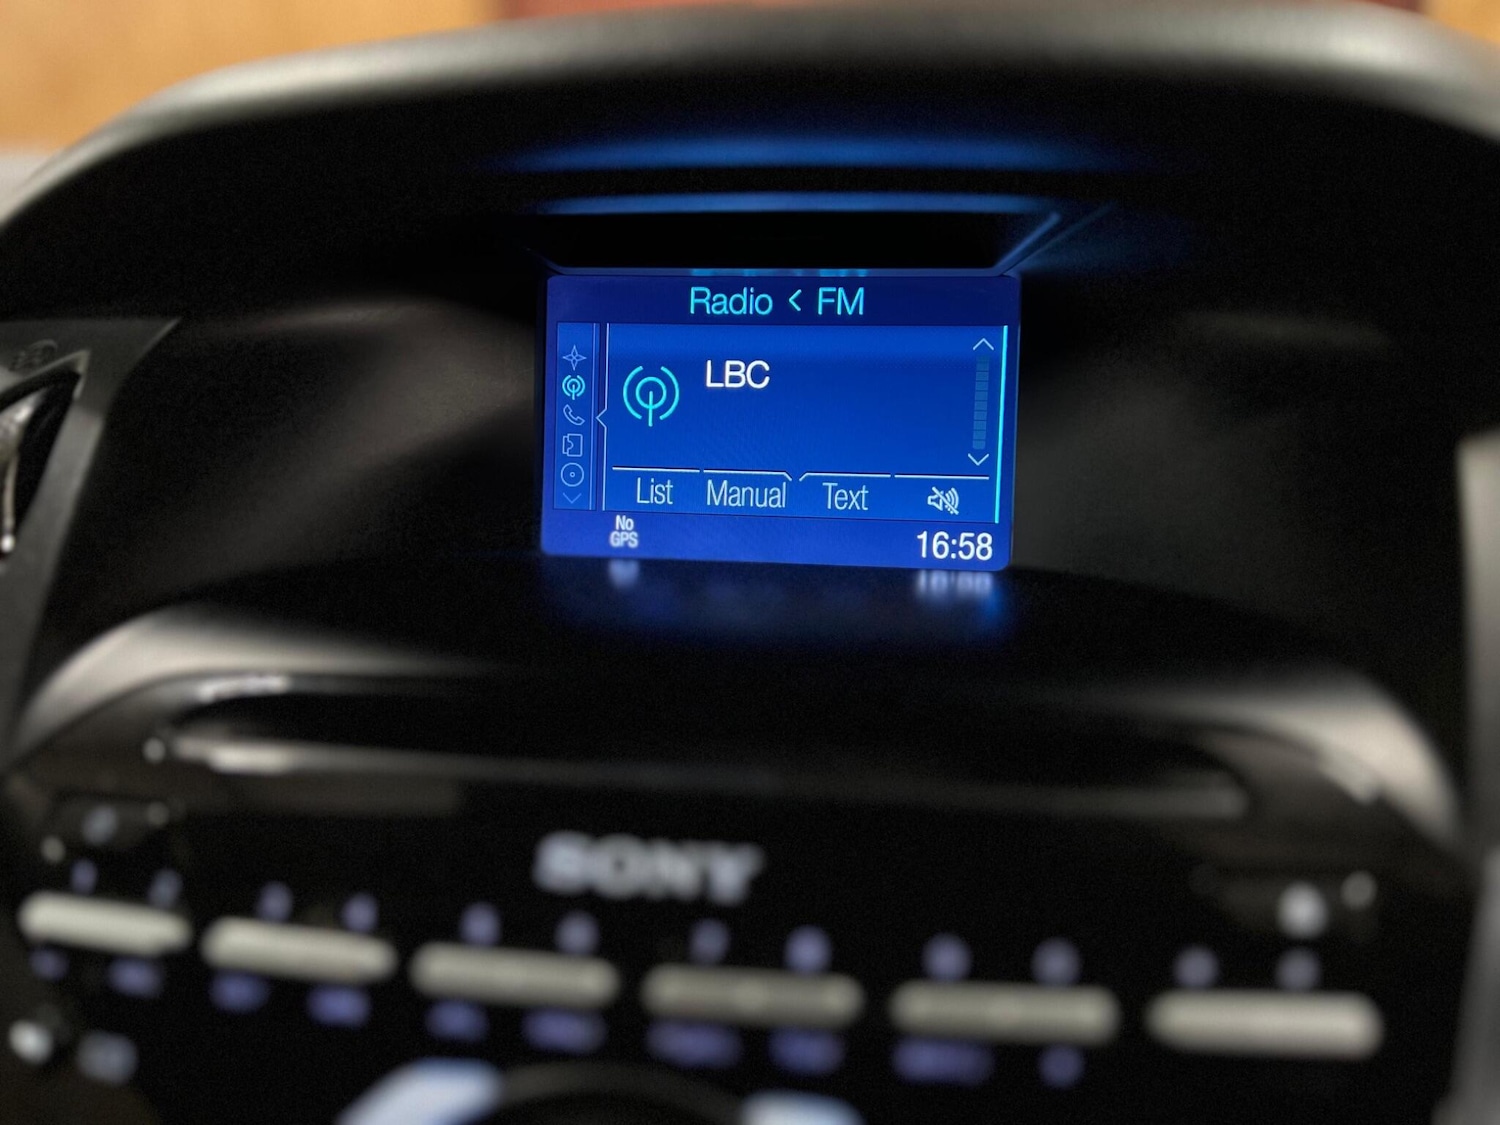 Radio < FM
LBC
List Manual Text
No
GPS
16:58
SONY